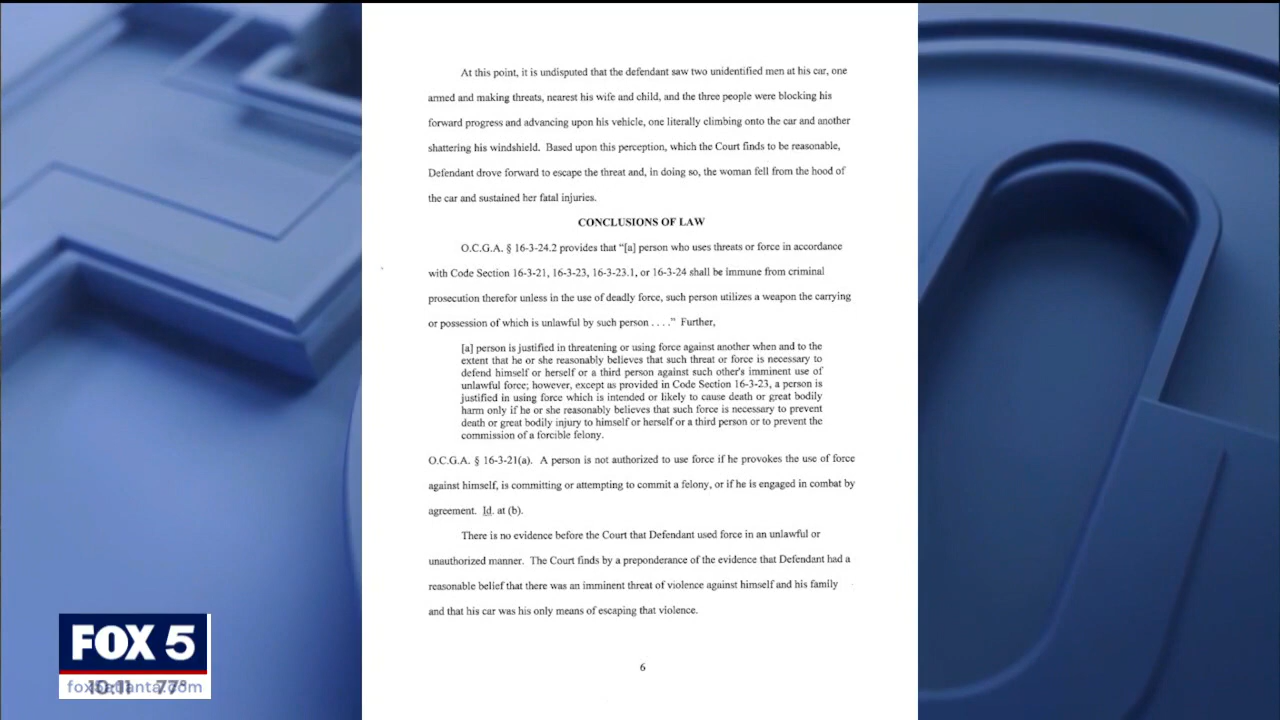 At this point, it is undisputed that the defendant saw two unidentified men at his car, one
armed and making threats, nearest his wife and child, and the three people were blocking his
forward progress and advancing upon his vehicle, one literally climbing onto the car and another
shattering his windshield. Based upon this perception, which the Court finds to be reasonable,
Defendant drove forward to escape the threat and, in doing so, the woman fell from the hood of
the car and sustained her fatal injuries.
CONCLUSIONS OF LAW
O.C.G.A. § 16-3-24.2 provides that “[a] person who uses threats or force in accordance
with Code Section 16-3-21, 16-3-23, 16-3-23.1, or 16-3-24 shall be immune from criminal
prosecution therefor unless in the use of deadly force, such person utilizes a weapon the carrying
or possession of which is unlawful by such person . . . .” Further,
[a] person is justified in threatening or using force against another when and to the
extent that he or she reasonably believes that such threat or force is necessary to
defend himself or herself or a third person against such other's imminent use of
unlawful force; however, except as provided in Code Section 16-3-23, a person is
justified in using force which is intended or likely to cause death or great bodily
harm only if he or she reasonably believes that such force is necessary to prevent
death or great bodily injury to himself or herself or a third person or to prevent the
commission of a forcible felony.
O.C.G.A. § 16-3-21(a). A person is not authorized to use force if he provokes the use of force
against himself, is committing or attempting to commit a felony, or if he is engaged in combat by
agreement. Id. at (b).
There is no evidence before the Court that Defendant used force in an unlawful or
unauthorized manner. The Court finds by a preponderance of the evidence that Defendant had a
reasonable belief that there was an imminent threat of violence against himself and his family
and that his car was his only means of escaping that violence.
6
FOX 5
fox5atlanta.com
10:11 77°